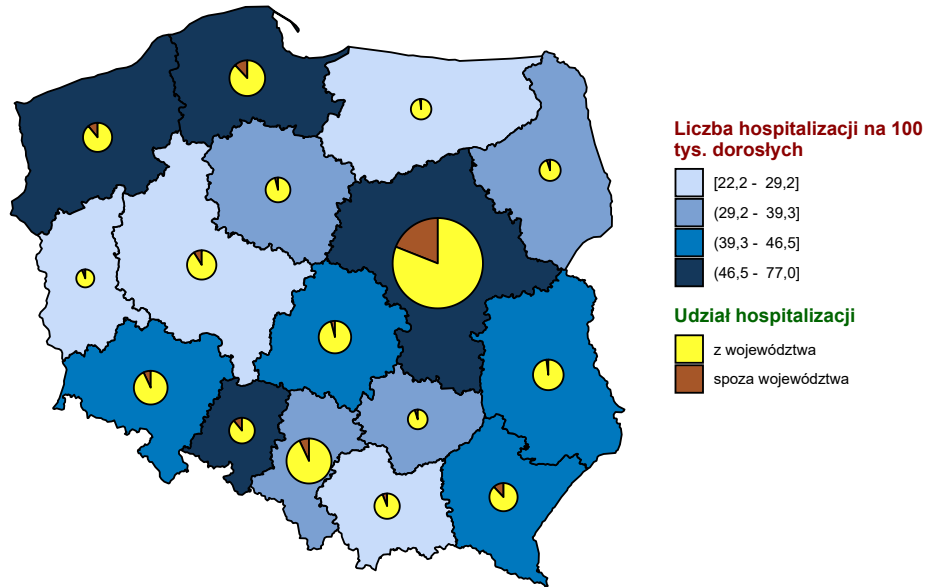 Liczba hospitalizacji na 100
tys. dorosłych
[22,2 - 29,2]
(29,2 - 39,3]
(39,3 - 46,5]
(46,5 - 77,0]
Udział hospitalizacji
z województwa
spoza województwa